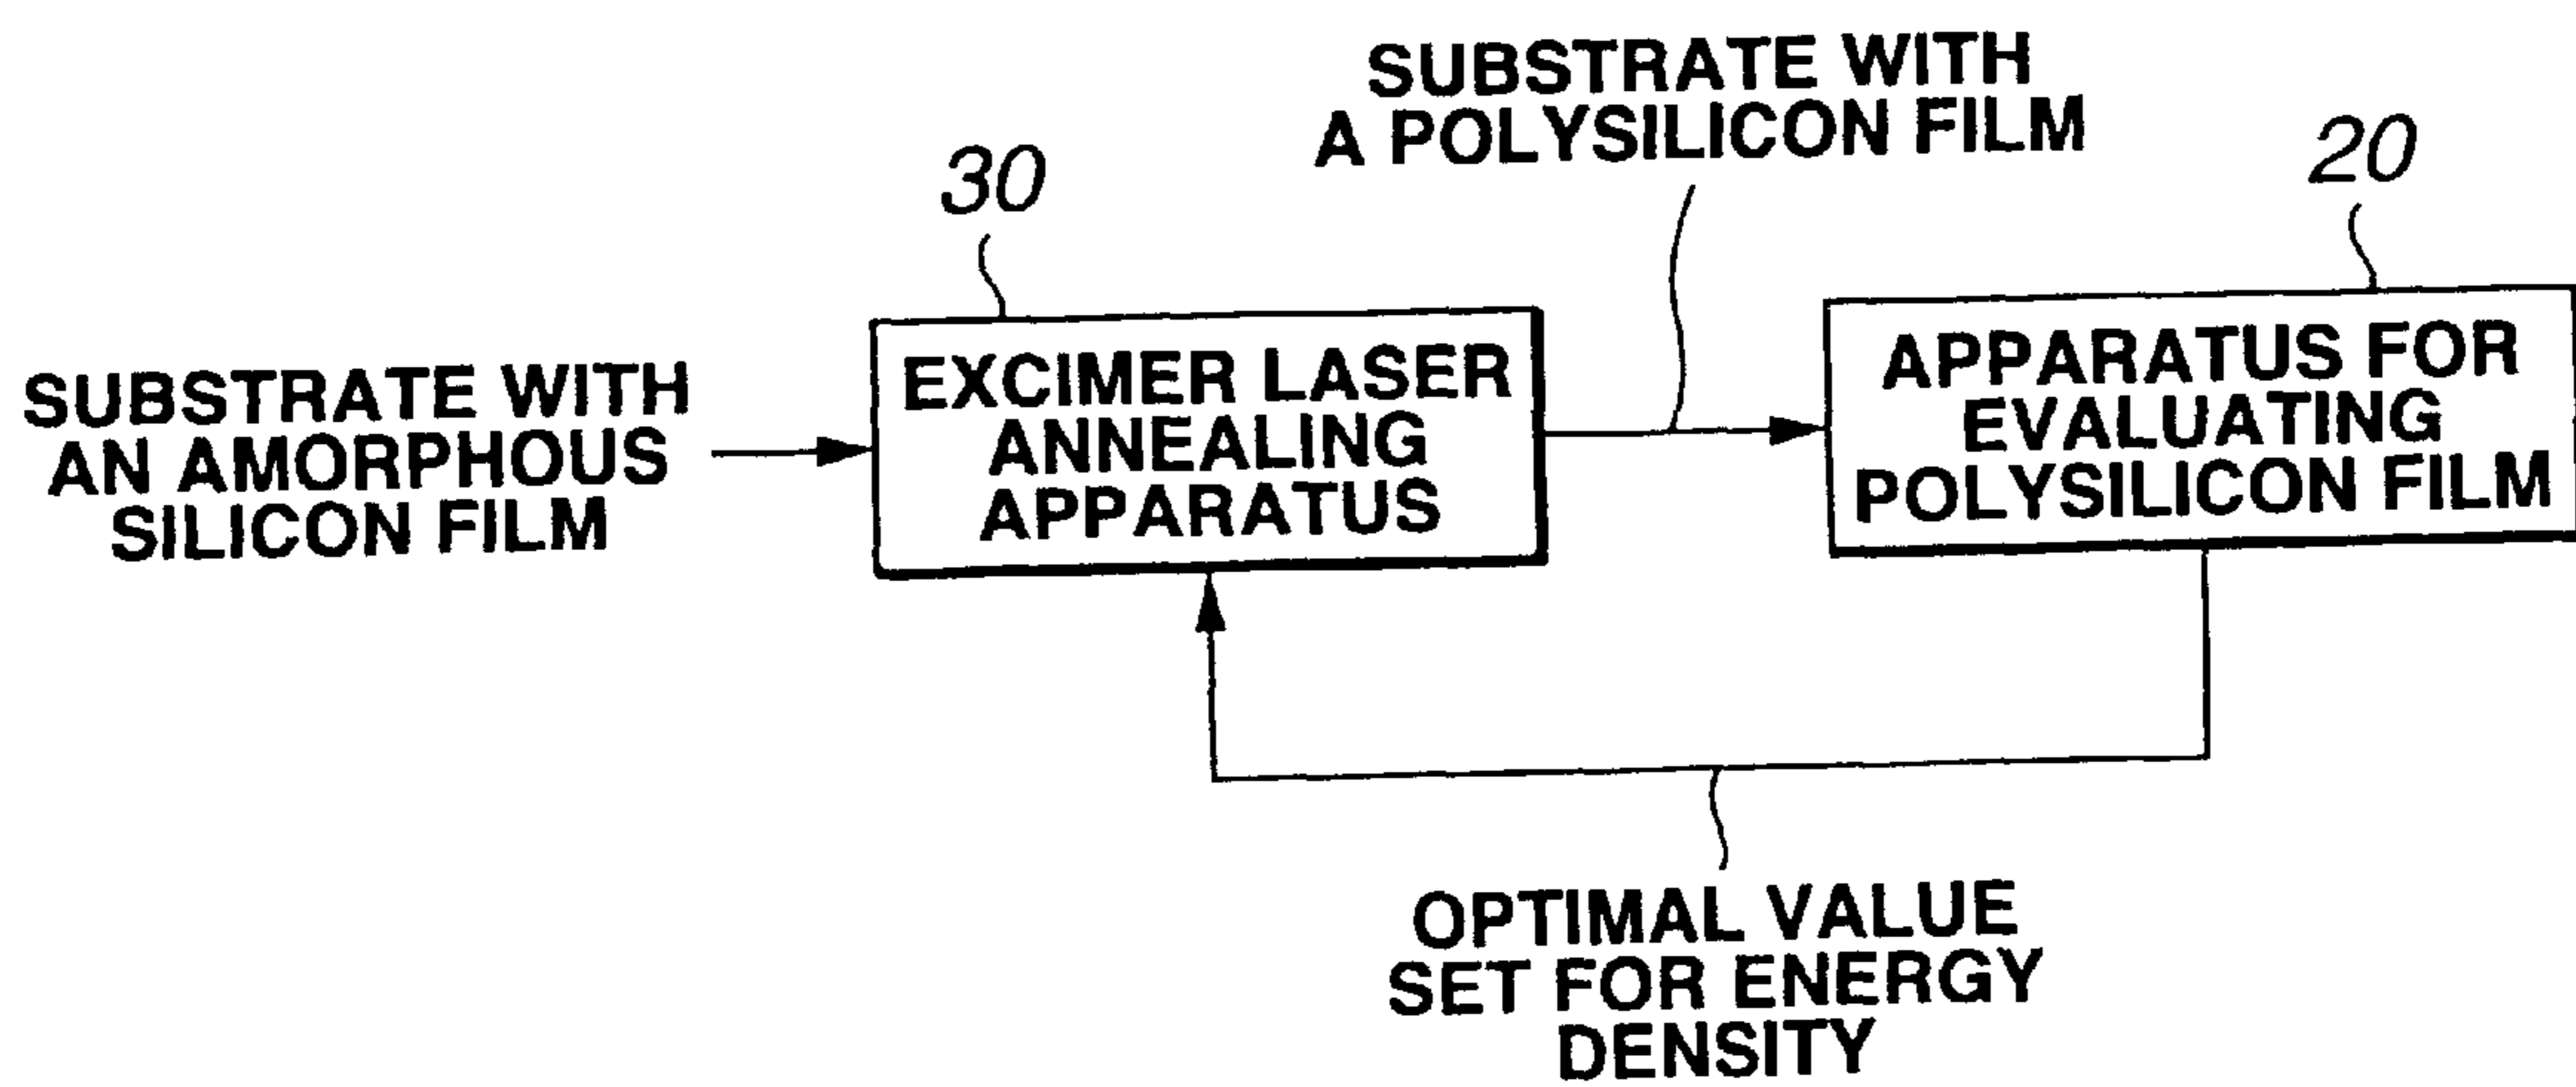 SUBSTRATE WITH
A POLYSILICON FILM
30
20
SUBSTRATE WITH
AN AMORPHOUS
SILICON FILM
EXCIMER LASER
ANNEALING
APPARATUS
APPARATUS FOR
EVALUATING
POLYSILICON FILM
OPTIMAL VALUE
SET FOR ENERGY
DENSITY